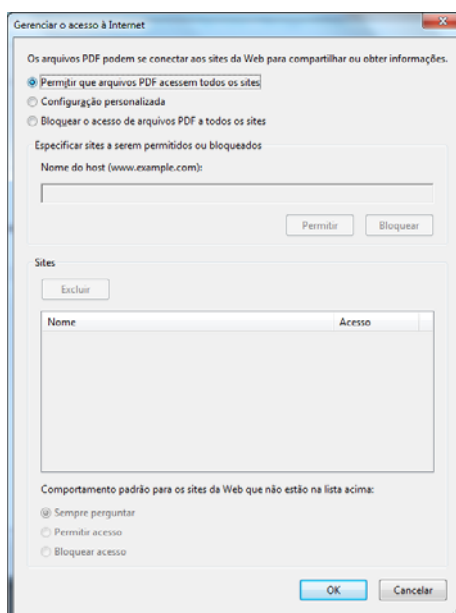 Gerenciar o acesso à Internet
Os arquivos PDF podem se conectar aos sites da Web para compartilhar ou obter informações.
Permitir que arquivos PDF acessem todos os sites
Configuração personalizada
Bloquear o acesso de arquivos PDF a todos os sites
Especificar sites a serem permitidos ou bloqueados
Nome do host (www.example.com):
Permitir Bloquear
Sites
Excluir
Nome Acesso
Comportamento padrão para os sites da Web que não estão na lista acima:
Sempre perguntar
Permitir acesso
Bloquear acesso
OK Cancelar